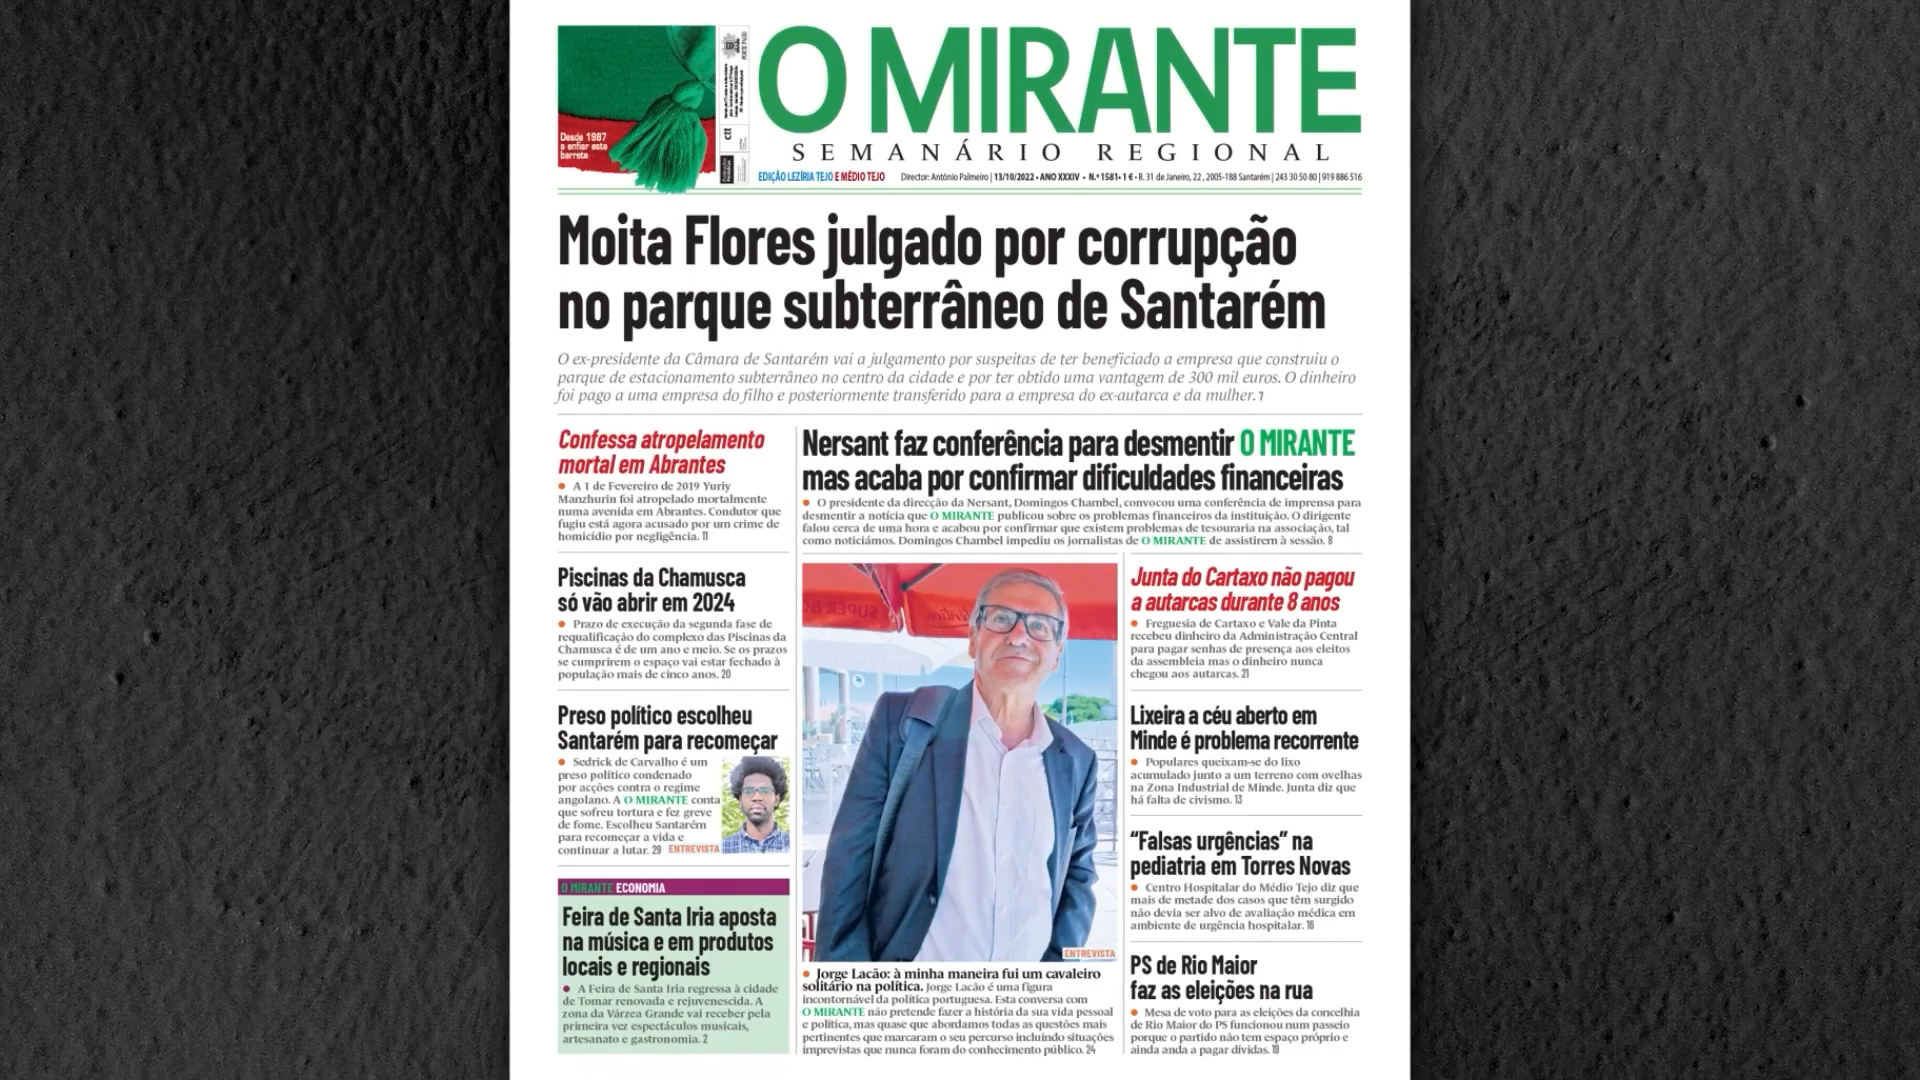 Desde 1987
a enfiar este
barrete
ctt
O MIRANTE
SEMANÁRIO REGIONAL
EDIÇÃO LEZÍRIA TEJO E MÉDIO TEJO Director: António Palmeiro | 13/10/2022 • ANO XXXIV • N.º 1581 • 1 € • R. 31 de Janeiro, 22, 2005-188 Santarém | 243 30 50 80 | 919 886 516
Moita Flores julgado por corrupção
no parque subterrâneo de Santarém
O ex-presidente da Câmara de Santarém vai a julgamento por suspeitas de ter beneficiado a empresa que construiu o
parque de estacionamento subterrâneo no centro da cidade e por ter obtido uma vantagem de 300 mil euros. O dinheiro
foi pago a uma empresa do filho e posteriormente transferido para a empresa do ex-autarca e da mulher. 7
Confessa atropelamento
mortal em Abrantes
• A 1 de Fevereiro de 2019 Yuriy
Manzhurin foi atropelado mortalmente
numa avenida em Abrantes. Condutor que
fugiu está agora acusado por um crime de
homicídio por negligência. 11
Piscinas da Chamusca
só vão abrir em 2024
• Prazo de execução da segunda fase de
requalificação do complexo das Piscinas da
Chamusca é de um ano e meio. Se os prazos
se cumprirem o espaço vai estar fechado à
população mais de cinco anos. 20
Preso político escolheu
Santarém para recomeçar
• Sedrick de Carvalho é um
preso político condenado
por acções contra o regime
angolano. A O MIRANTE conta
que sofreu tortura e fez greve
de fome. Escolheu Santarém
para recomeçar a vida e
continuar a lutar. 29 ENTREVISTA
O MIRANTE ECONOMIA
Feira de Santa Iria aposta
na música e em produtos
locais e regionais
• A Feira de Santa Iria regressa à cidade
de Tomar renovada e rejuvenescida. A
zona da Várzea Grande vai receber pela
primeira vez espectáculos musicais,
artesanato e gastronomia. 2
Nersant faz conferência para desmentir O MIRANTE
mas acaba por confirmar dificuldades financeiras
• O presidente da direcção da Nersant, Domingos Chambel, convocou uma conferência de imprensa para
desmentir a notícia que O MIRANTE publicou sobre os problemas financeiros da instituição. O dirigente
falou cerca de uma hora e acabou por confirmar que existem problemas de tesouraria na associação, tal
como noticiámos. Domingos Chambel impediu os jornalistas de O MIRANTE de assistirem à sessão. 8
ENTREVISTA
• Jorge Lacão: à minha maneira fui um cavaleiro
solitário na política. Jorge Lacão é uma figura
incontornável da política portuguesa. Esta conversa com
O MIRANTE não pretende fazer a história da sua vida pessoal
e política, mas quase que abordamos todas as questões mais
pertinentes que marcaram o seu percurso incluindo situações
imprevistas que nunca foram do conhecimento público. 24
Junta do Cartaxo não pagou
a autarcas durante 8 anos
• Freguesia de Cartaxo e Vale da Pinta
recebeu dinheiro da Administração Central
para pagar senhas de presença aos eleitos
da assembleia mas o dinheiro nunca
chegou aos autarcas. 21
Lixeira a céu aberto em
Minde é problema recorrente
• Populares queixam-se do lixo
acumulado junto a um terreno com ovelhas
na Zona Industrial de Minde. Junta diz que
há falta de civismo. 13
“Falsas urgências” na
pediatria em Torres Novas
• Centro Hospitalar do Médio Tejo diz que
mais de metade dos casos que têm surgido
não devia ser alvo de avaliação médica em
ambiente de urgência hospitalar. 16
PS de Rio Maior
faz as eleições na rua
• Mesa de voto para as eleições da concelhia
de Rio Maior do PS funcionou num passeio
porque o partido não tem espaço próprio e
ainda anda a pagar dívidas. 19